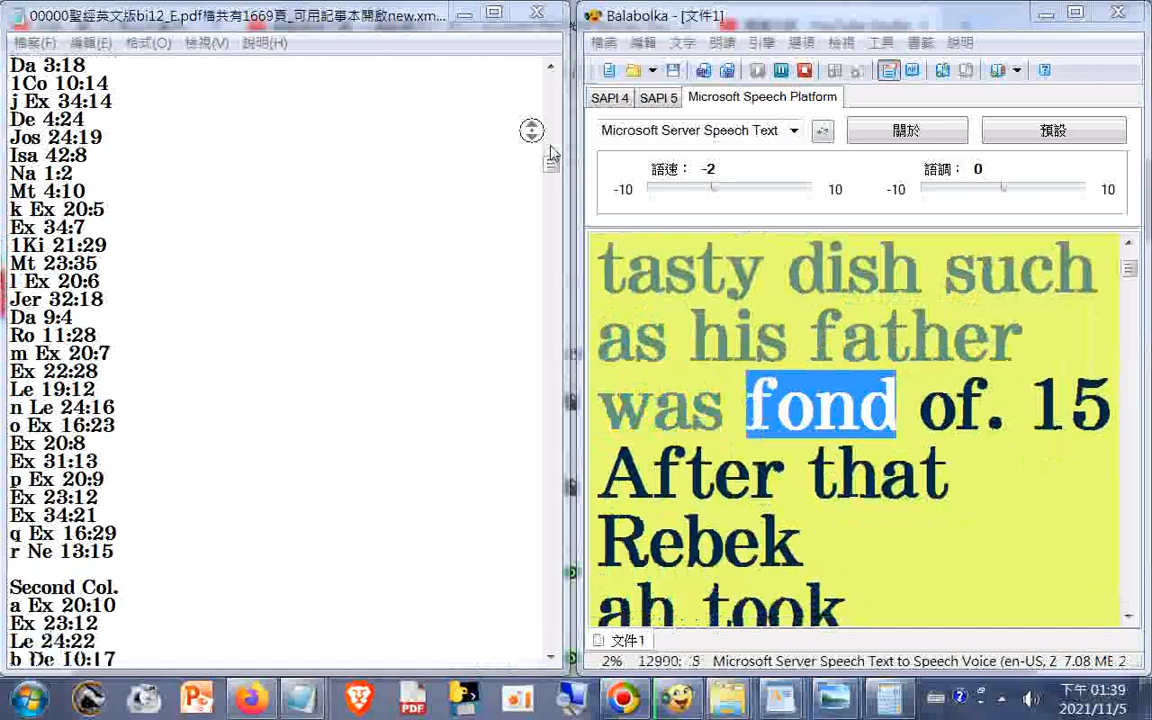 00000聖經英文版bi12_E.pdf檔共有1669頁_可用記事本開啟new.xm...
檔案(F) 編輯(E) 格式(O) 檢視(V) 說明(H)
Da 3:18
1Co 10:14
j Ex 34:14
De 4:24
Jos 24:19
Isa 42:8
Na 1:2
Mt 4:10
k Ex 20:5
Ex 34:7
1Ki 21:29
Mt 23:35
l Ex 20:6
Jer 32:18
Da 9:4
Ro 11:28
m Ex 20:7
Ex 22:28
Le 19:12
n Le 24:16
o Ex 16:23
Ex 20:8
Ex 31:13
p Ex 20:9
Ex 23:12
Ex 34:21
q Ex 16:29
r Ne 13:15
Second Col.
a Ex 20:10
Ex 23:12
Le 24:22
b De 10:17
Balabolka - [文件1]
檔案 編輯 文字 朗讀 引擎 選項 檢視 工具 書籤 說明
SAPI 4 SAPI 5 Microsoft Speech Platform
Microsoft Server Speech Text 關於 預設
語速： -2 語調： 0
-10 10 -10 10
tasty dish such
as his father
was fond of. 15
After that
Rebek
ah took
文件1
2% 12990: Microsoft Server Speech Text to Speech Voice (en-US, Z 7.08 MB 2
下午 01:39
2021/11/5